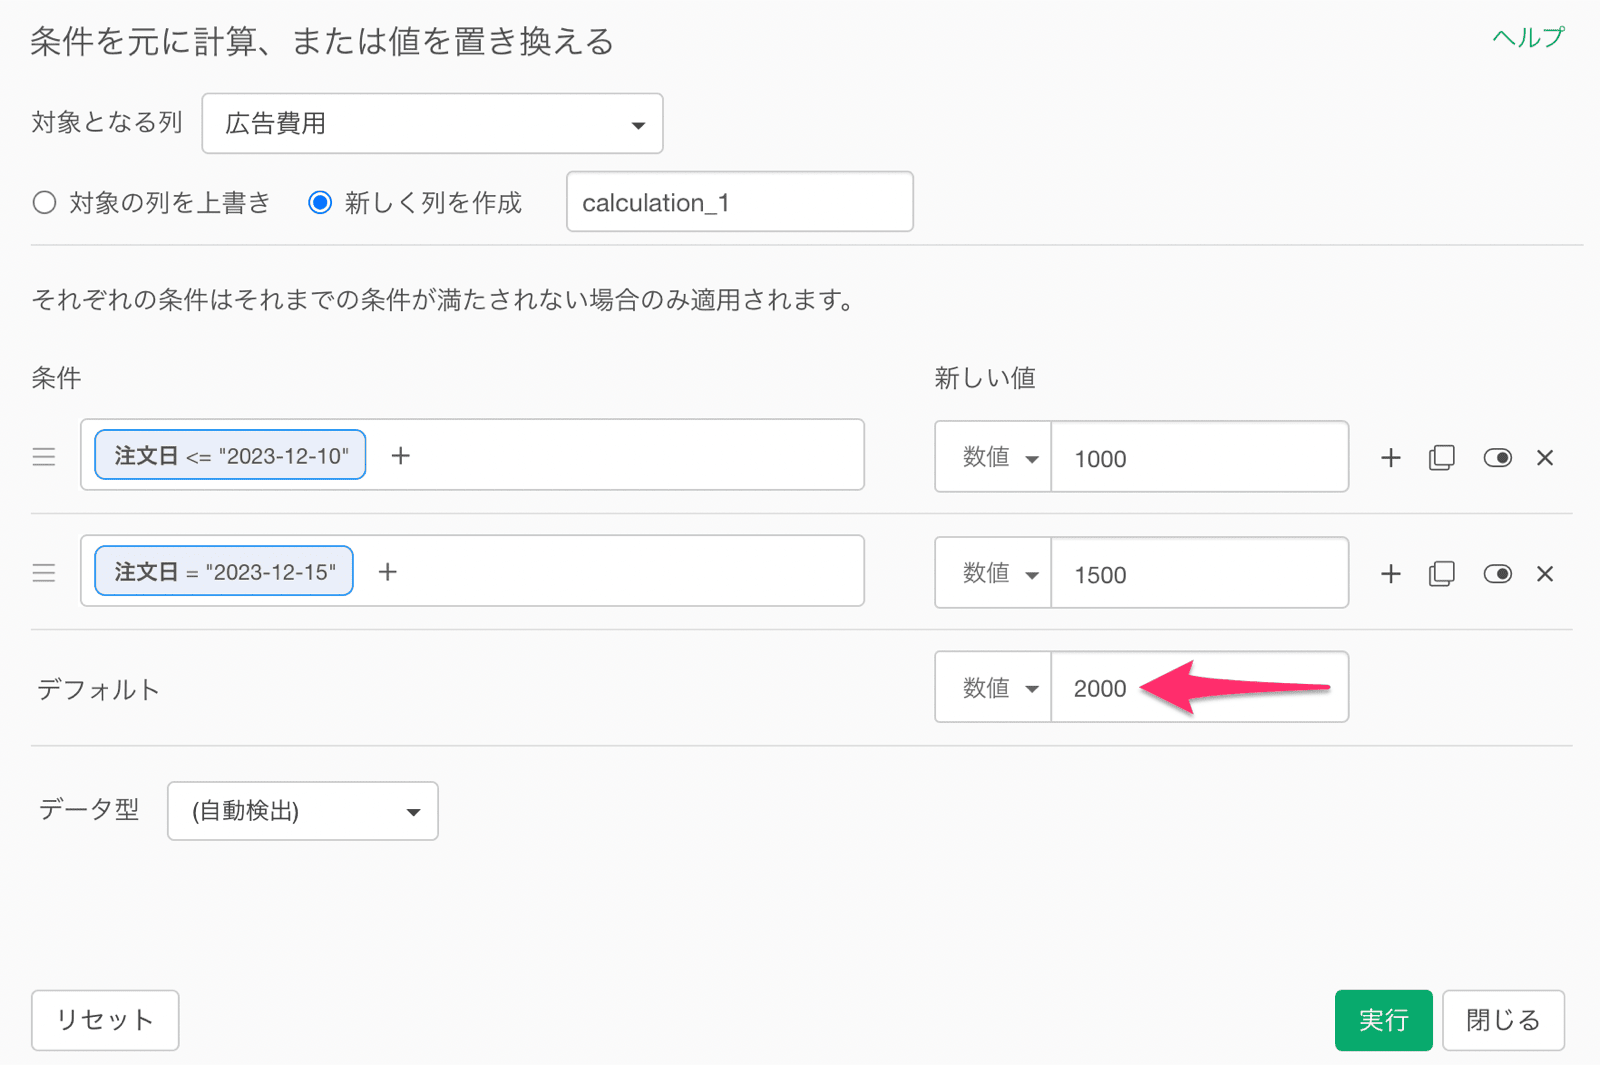 条件を元に計算、または値を置き換える
ヘルプ
対象となる列 広告費用
対象の列を上書き 新しく列を作成 calculation_1
それぞれの条件はそれまでの条件が満たされない場合のみ適用されます。
条件 新しい値
注文日 <= "2023-12-10" + 数値 1000
注文日 = "2023-12-15" + 数値 1500
デフォルト 数値 2000
データ型 (自動検出)
リセット 実行 閉じる